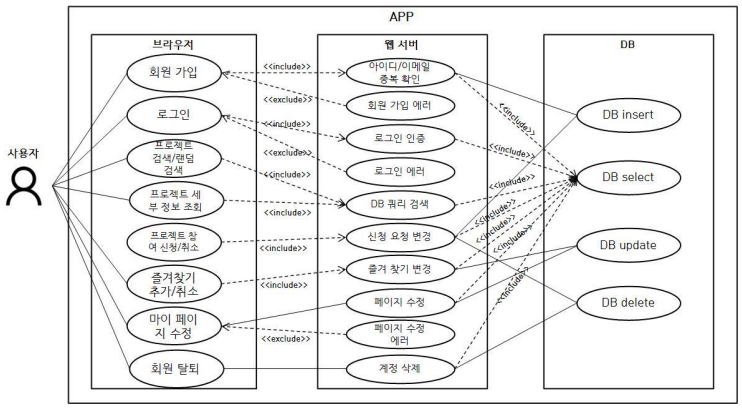 APP
브라우저
웹 서버
DB
사용자
회원 가입
로그인
프로젝트
검색/랜덤
검색
프로젝트 세
부 정보 조회
프로젝트 참
여 신청/취소
즐겨찾기
추가/취소
마이 페이
지 수정
회원 탈퇴
<<include>>
<<exclude>>
<<include>>
<<exclude>>
<<include>>
<<include>>
<<include>>
<<include>>
<<exclude>>
아이디/이메일
중복 확인
회원 가입 에러
로그인 인증
로그인 에러
DB 쿼리 검색
신청 요청 변경
즐겨 찾기 변경
페이지 수정
페이지 수정
에러
계정 삭제
<<include>>
<<include>>
<<include>>
<<include>>
<<include>>
<<include>>
<<include>>
DB insert
DB select
DB update
DB delete